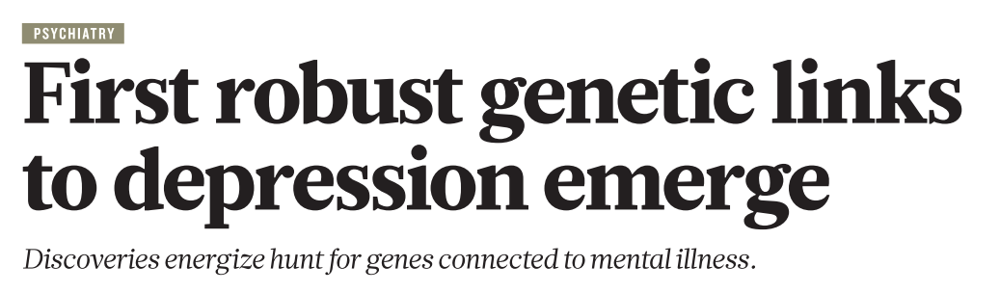 PSYCHIATRY
First robust genetic links
to depression emerge
Discoveries energize hunt for genes connected to mental illness.